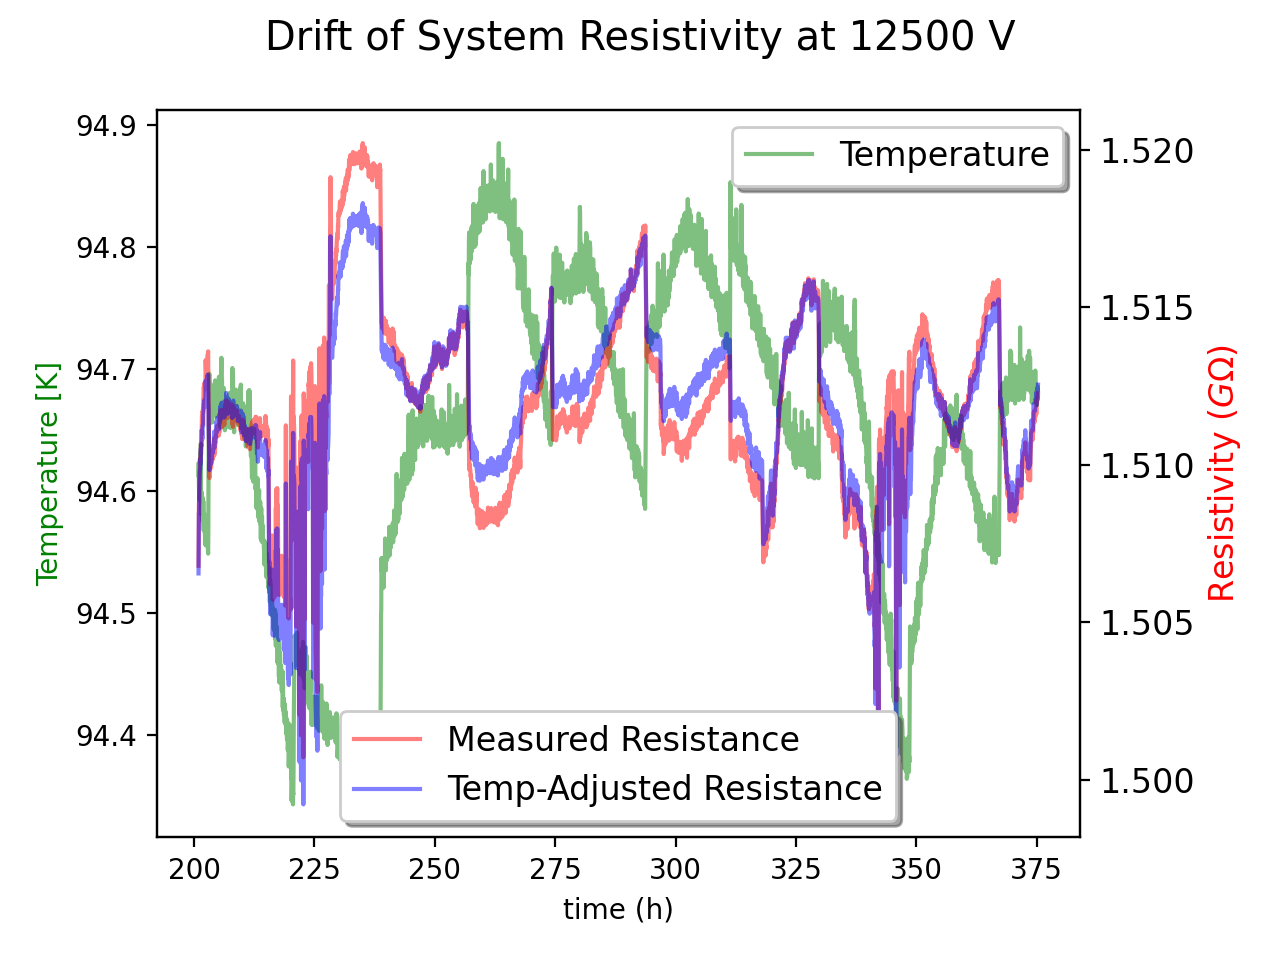 Drift of System Resistivity at 12500 V
Temperature
Measured Resistance
Temp-Adjusted Resistance
Temperature [K]
94.9
94.8
94.7
94.6
94.5
94.4
1.520
1.515
1.510
1.505
1.500
Resistivity (GΩ)
200 225 250 275 300 325 350 375
time (h)